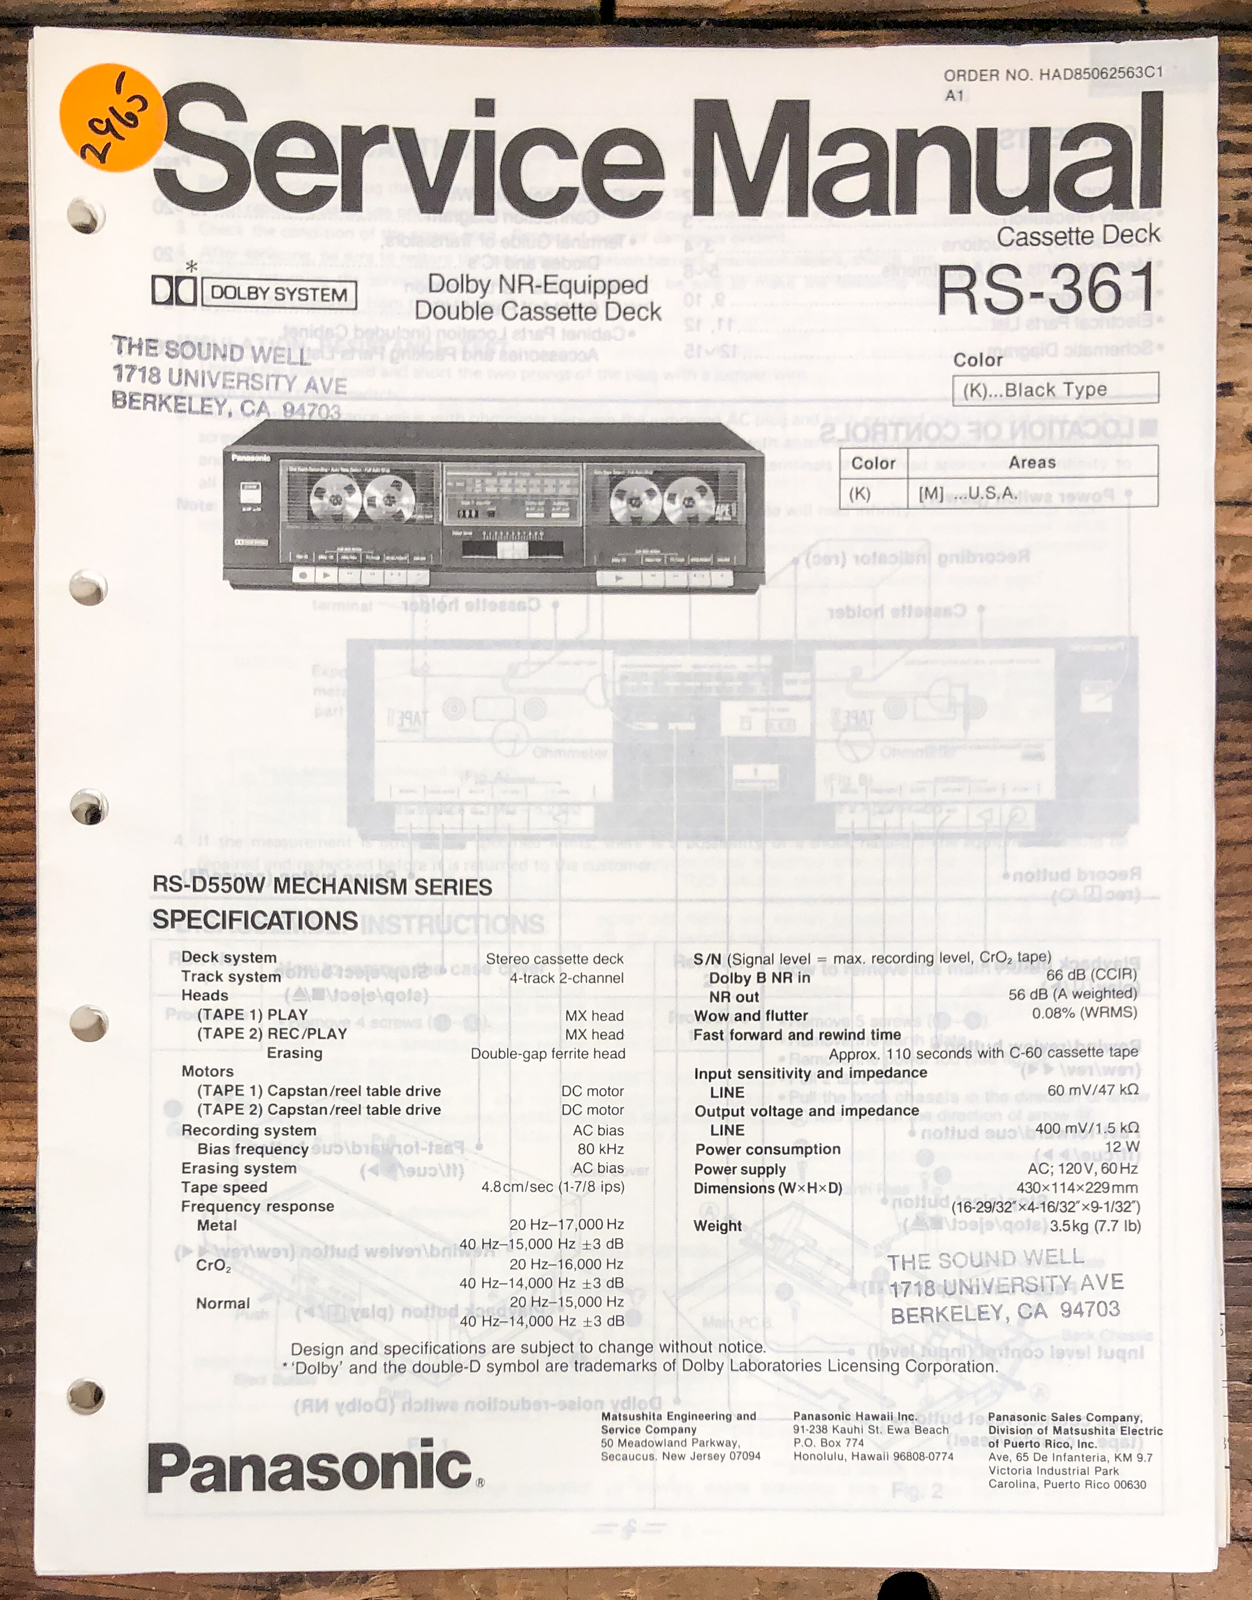 2965
Service Manual
ORDER NO. HAD85062563C1
A1
Cassette Deck
RS-361
*
DOLBY SYSTEM
Dolby NR-Equipped
Double Cassette Deck
THE SOUND WELL
1718 UNIVERSITY AVE
BERKELEY, CA 94703
Color
(K)...Black Type
Color Areas
(K) [M] ...U.S.A.
Panasonic
RS-D550W MECHANISM SERIES
SPECIFICATIONS
Deck system Stereo cassette deck
Track system 4-track 2-channel
Heads
(TAPE 1) PLAY MX head
(TAPE 2) REC/PLAY MX head
Erasing Double-gap ferrite head
Motors
(TAPE 1) Capstan/reel table drive DC motor
(TAPE 2) Capstan/reel table drive DC motor
Recording system AC bias
Bias frequency 80 kHz
Erasing system AC bias
Tape speed 4.8cm/sec (1-7/8 ips)
Frequency response
Metal 20 Hz–17,000 Hz
40 Hz–15,000 Hz ±3 dB
CrO₂ 20 Hz–16,000 Hz
40 Hz–14,000 Hz ±3 dB
Normal 20 Hz–15,000 Hz
40 Hz–14,000 Hz ±3 dB
S/N (Signal level = max. recording level, CrO₂ tape)
Dolby B NR in 66 dB (CCIR)
NR out 56 dB (A weighted)
Wow and flutter 0.08% (WRMS)
Fast forward and rewind time
Approx. 110 seconds with C-60 cassette tape
Input sensitivity and impedance
LINE 60 mV/47 kΩ
Output voltage and impedance
LINE 400 mV/1.5 kΩ
Power consumption 12 W
Power supply AC; 120V, 60Hz
Dimensions (W×H×D) 430×114×229mm
(16-29/32″×4-16/32″×9-1/32″)
Weight 3.5kg (7.7 lb)
THE SOUND WELL
1718 UNIVERSITY AVE
BERKELEY, CA 94703
Design and specifications are subject to change without notice.
*'Dolby' and the double-D symbol are trademarks of Dolby Laboratories Licensing Corporation.
Panasonic®
Matsushita Engineering and
Service Company
50 Meadowland Parkway,
Secaucus. New Jersey 07094
Panasonic Hawaii Inc.
91-238 Kauhi St. Ewa Beach
P.O. Box 774
Honolulu, Hawaii 96808-0774
Panasonic Sales Company,
Division of Matsushita Electric
of Puerto Rico, Inc.
Ave, 65 De Infanteria, KM 9.7
Victoria Industrial Park
Carolina, Puerto Rico 00630